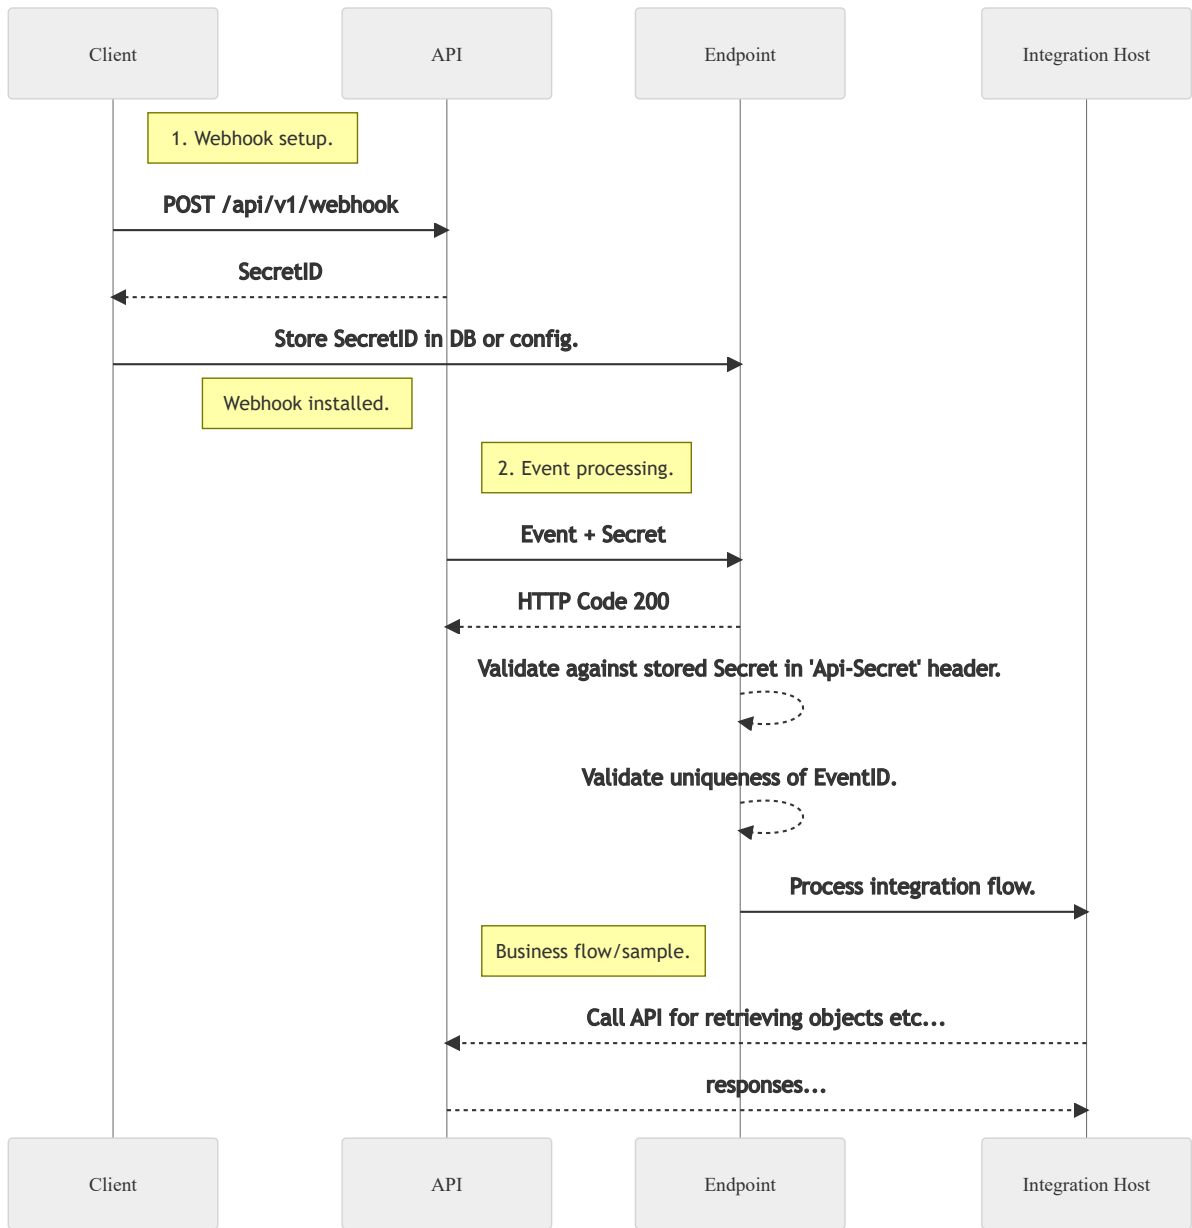 Client
API
Endpoint
Integration Host
1. Webhook setup.
POST /api/v1/webhook
SecretID
Store SecretID in DB or config.
Webhook installed.
2. Event processing.
Event + Secret
HTTP Code 200
Validate against stored Secret in 'Api-Secret' header.
Validate uniqueness of EventID.
Process integration flow.
Business flow/sample.
Call API for retrieving objects etc...
responses...
Client
API
Endpoint
Integration Host